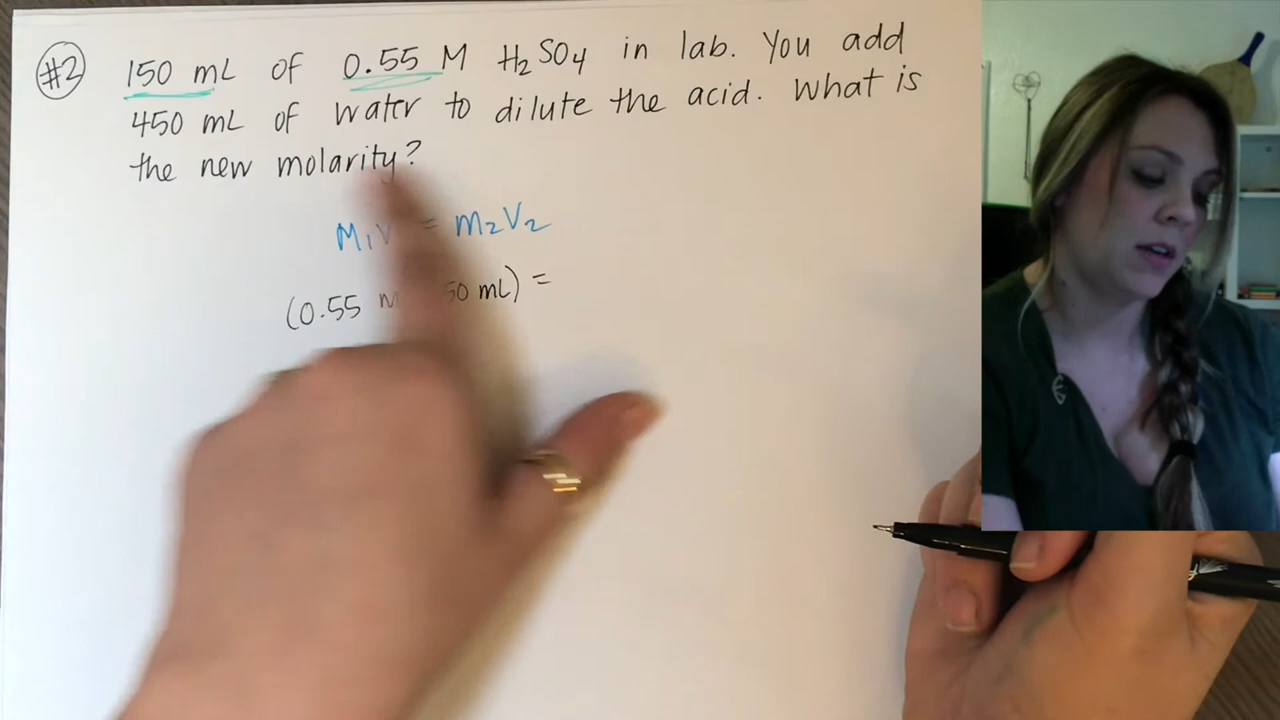 #2 150 mL of 0.55 M H₂SO₄ in lab. You add
450 mL of water to dilute the acid. What is
the new molarity?
M₁V = M₂V₂
(0.55 50 mL) =